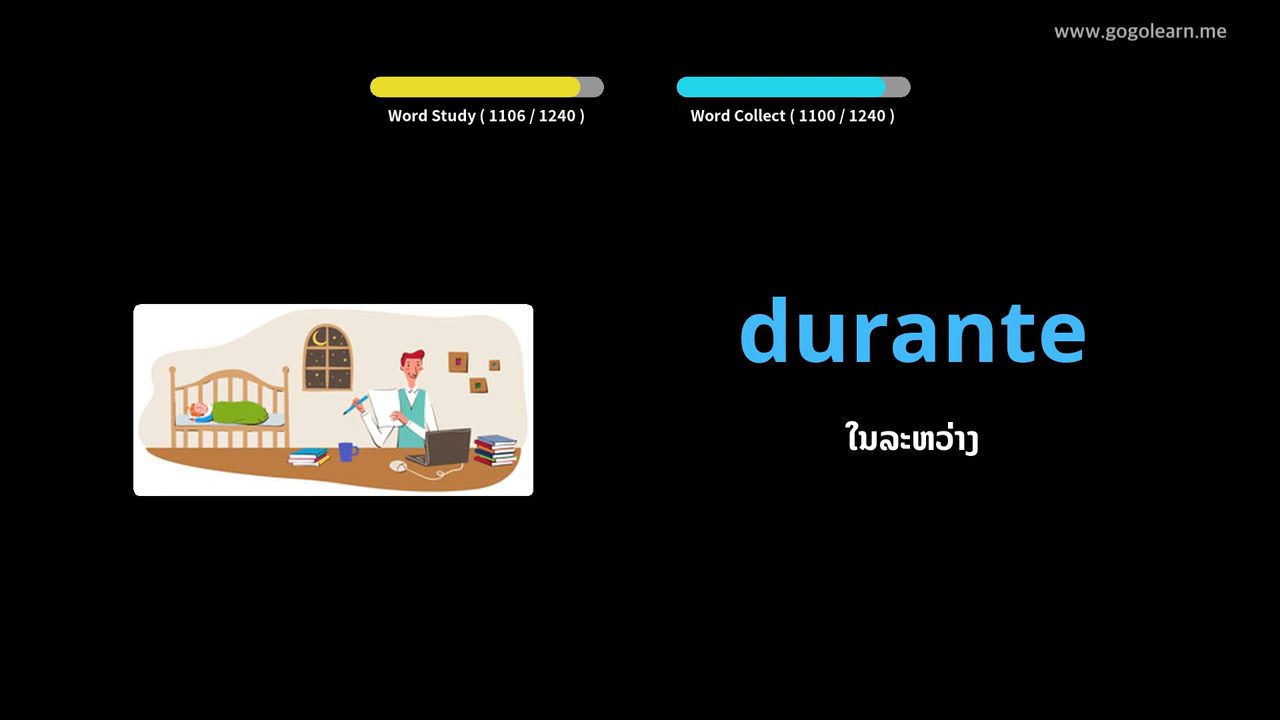 www.gogolearn.me
Word Study ( 1106 / 1240 )
Word Collect ( 1100 / 1240 )
durante
ໃນລະຫວ່າງ